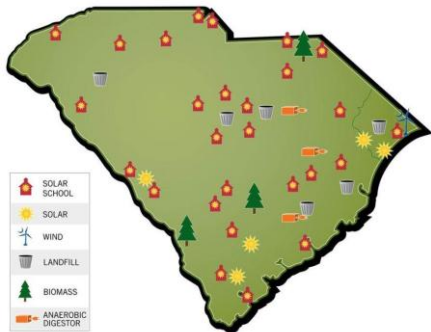 SOLAR
SCHOOL
SOLAR
WIND
LANDFILL
BIOMASS
ANAEROBIC
DIGESTOR